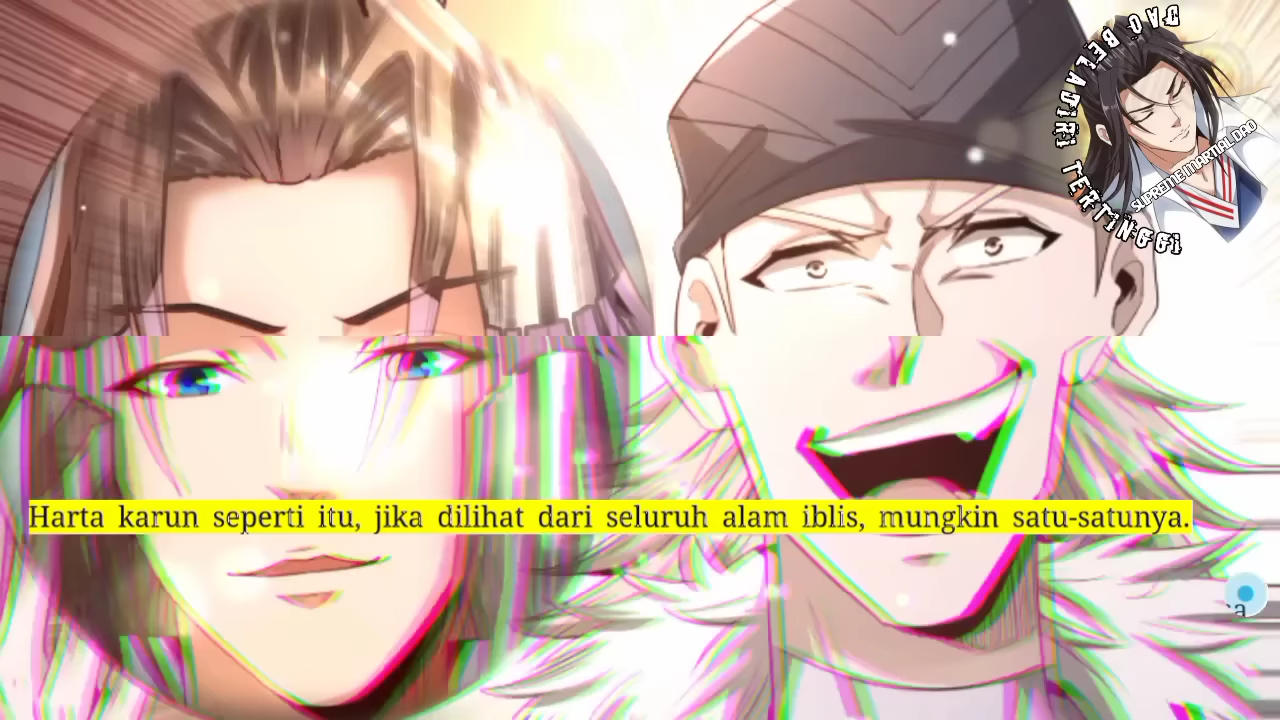 DAO BELADIRI TERTINGGI
SUPREME MARTIAL DAO
Harta karun seperti itu, jika dilihat dari seluruh alam iblis, mungkin satu-satunya.